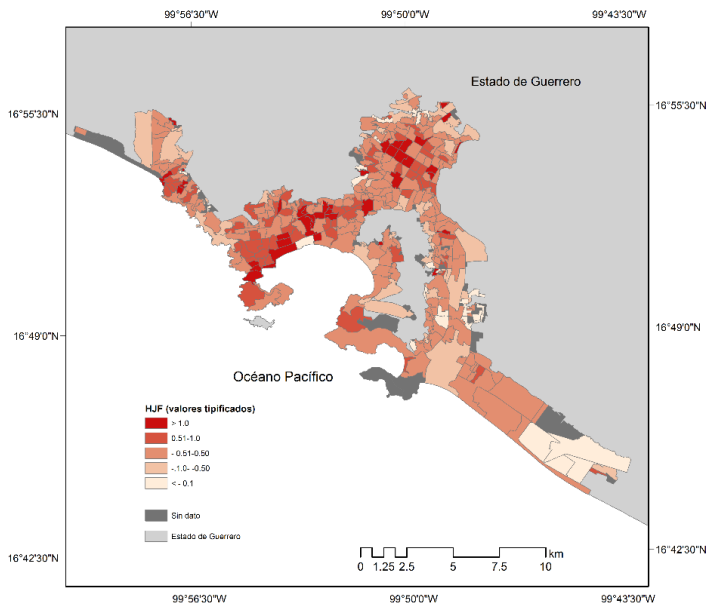 99°56'30"W 99°50'0"W 99°43'30"W
Estado de Guerrero
16°55'30"N 16°55'30"N
16°49'0"N 16°49'0"N
Océano Pacífico
HJF (valores tipificados)
> 1.0
0.51-1.0
- 0.51-0.50
-.1.0- -0.50
< - 0.1
Sin dato
Estado de Guerrero
16°42'30"N 16°42'30"N
km
0 1.25 2.5 5 7.5 10
99°56'30"W 99°50'0"W 99°43'30"W